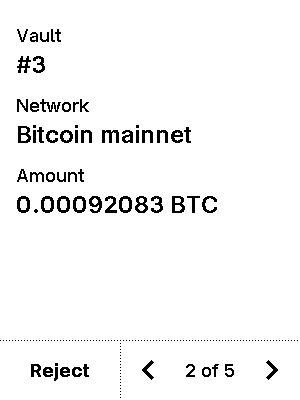 Vault
#3
Network
Bitcoin mainnet
Amount
0.00092083 BTC
Reject
2 of 5